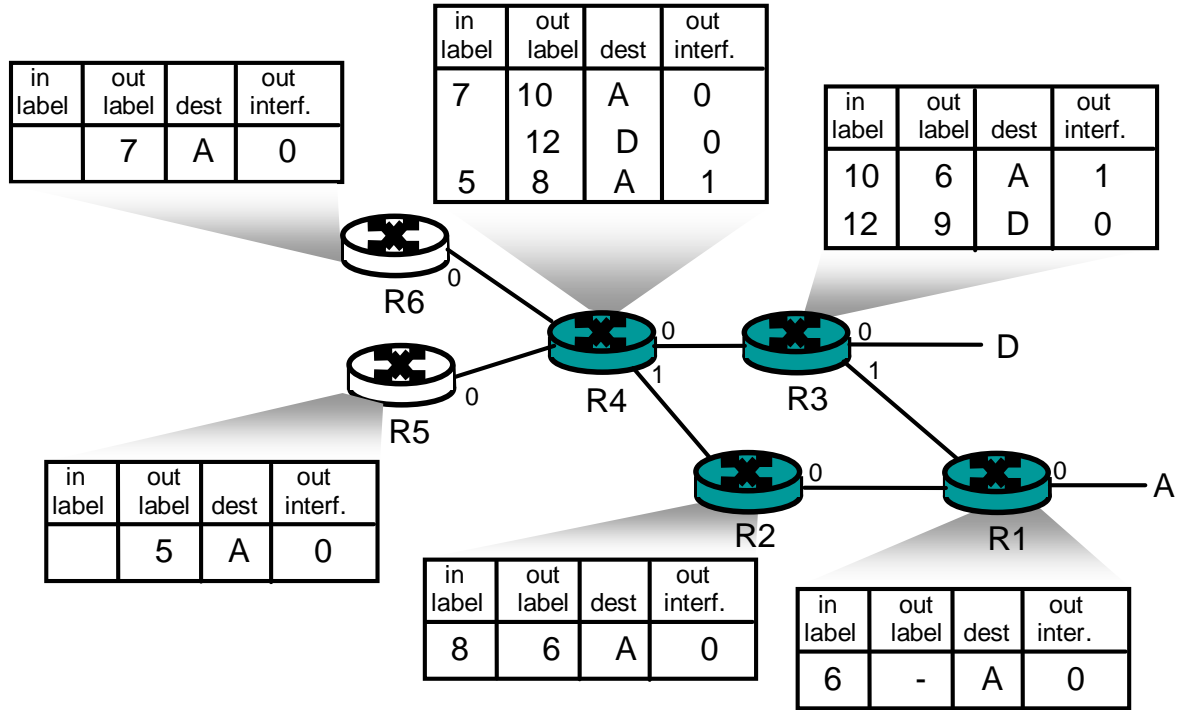 in label | out label | dest | out interf.
7 | 10 | A | 0
12 | D | 0
5 | 8 | A | 1
in label | out label | dest | out interf.
7 | A | 0
in label | out label | dest | out interf.
10 | 6 | A | 1
12 | 9 | D | 0
R6
0
R5
0
R4
0
1
R3
0
1
D
R2
0
R1
0
A
in label | out label | dest | out interf.
5 | A | 0
in label | out label | dest | out interf.
8 | 6 | A | 0
in label | out label | dest | out inter.
6 | - | A | 0